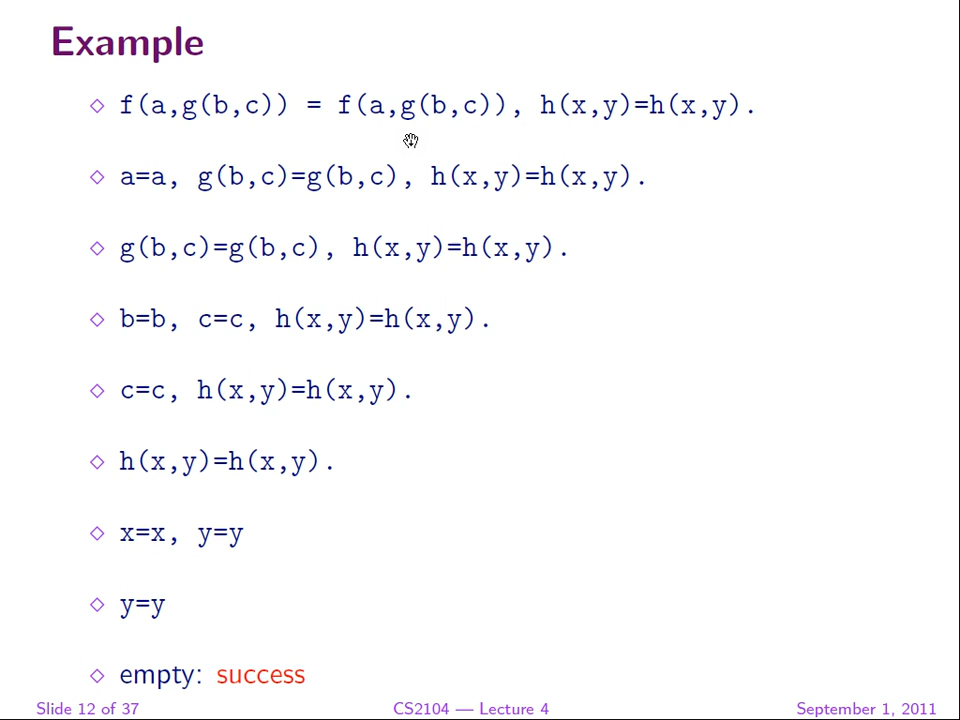 Example
◇ f(a,g(b,c)) = f(a,g(b,c)), h(x,y)=h(x,y).
◇ a=a, g(b,c)=g(b,c), h(x,y)=h(x,y).
◇ g(b,c)=g(b,c), h(x,y)=h(x,y).
◇ b=b, c=c, h(x,y)=h(x,y).
◇ c=c, h(x,y)=h(x,y).
◇ h(x,y)=h(x,y).
◇ x=x, y=y
◇ y=y
◇ empty: success
Slide 12 of 37 CS2104 — Lecture 4 September 1, 2011